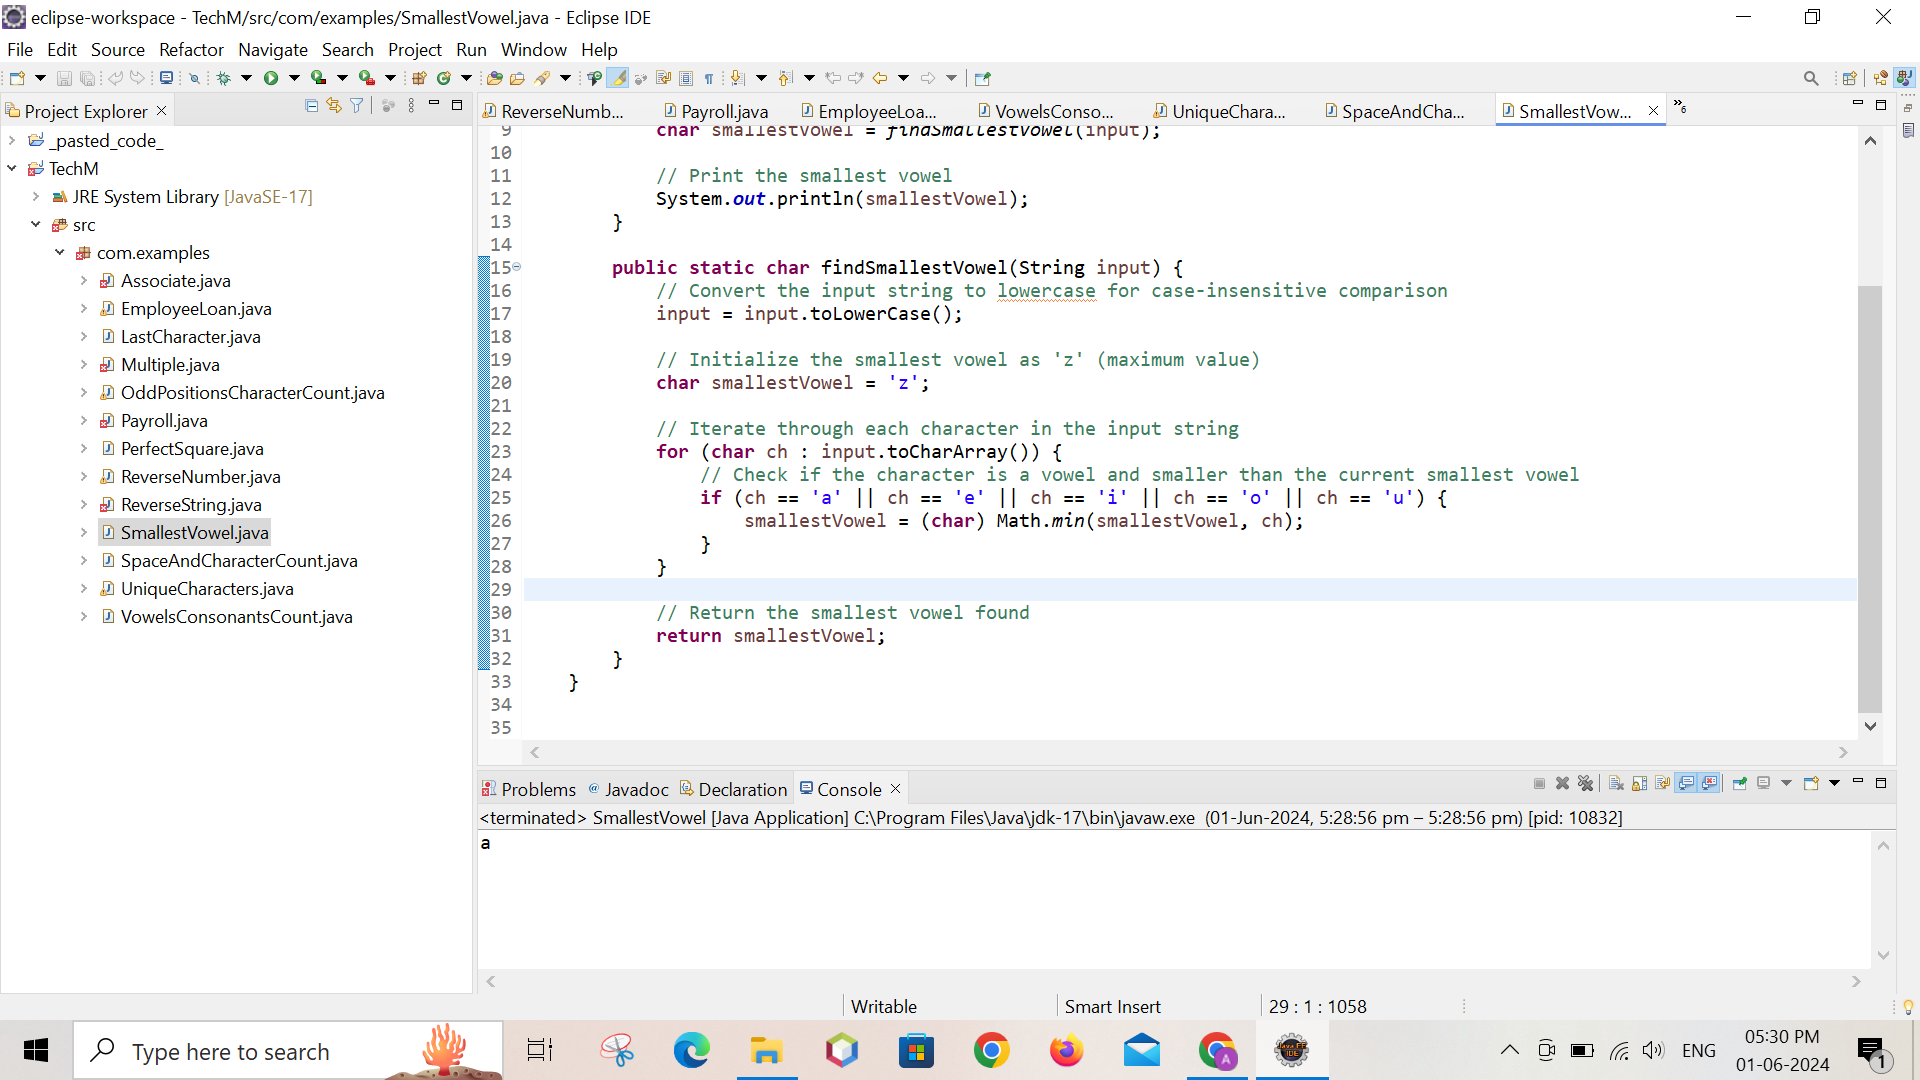 eclipse-workspace - TechM/src/com/examples/SmallestVowel.java - Eclipse IDE
File Edit Source Refactor Navigate Search Project Run Window Help
Project Explorer
_pasted_code_
TechM
JRE System Library [JavaSE-17]
src
com.examples
Associate.java
EmployeeLoan.java
LastCharacter.java
Multiple.java
OddPositionsCharacterCount.java
Payroll.java
PerfectSquare.java
ReverseNumber.java
ReverseString.java
SmallestVowel.java
SpaceAndCharacterCount.java
UniqueCharacters.java
VowelsConsonantsCount.java
ReverseNumb... Payroll.java EmployeeLoa... VowelsConso... UniqueChara... SpaceAndCha... SmallestVow... »6
9 char smallestVowel = findSmallestVowel(input);
10
11 // Print the smallest vowel
12 System.out.println(smallestVowel);
13 }
14
15 public static char findSmallestVowel(String input) {
16 // Convert the input string to lowercase for case-insensitive comparison
17 input = input.toLowerCase();
18
19 // Initialize the smallest vowel as 'z' (maximum value)
20 char smallestVowel = 'z';
21
22 // Iterate through each character in the input string
23 for (char ch : input.toCharArray()) {
24 // Check if the character is a vowel and smaller than the current smallest vowel
25 if (ch == 'a' || ch == 'e' || ch == 'i' || ch == 'o' || ch == 'u') {
26 smallestVowel = (char) Math.min(smallestVowel, ch);
27 }
28 }
29
30 // Return the smallest vowel found
31 return smallestVowel;
32 }
33 }
34
35
Problems @ Javadoc Declaration Console
<terminated> SmallestVowel [Java Application] C:\Program Files\Java\jdk-17\bin\javaw.exe (01-Jun-2024, 5:28:56 pm – 5:28:56 pm) [pid: 10832]
a
Writable Smart Insert 29 : 1 : 1058
Type here to search
ENG
05:30 PM
01-06-2024
1